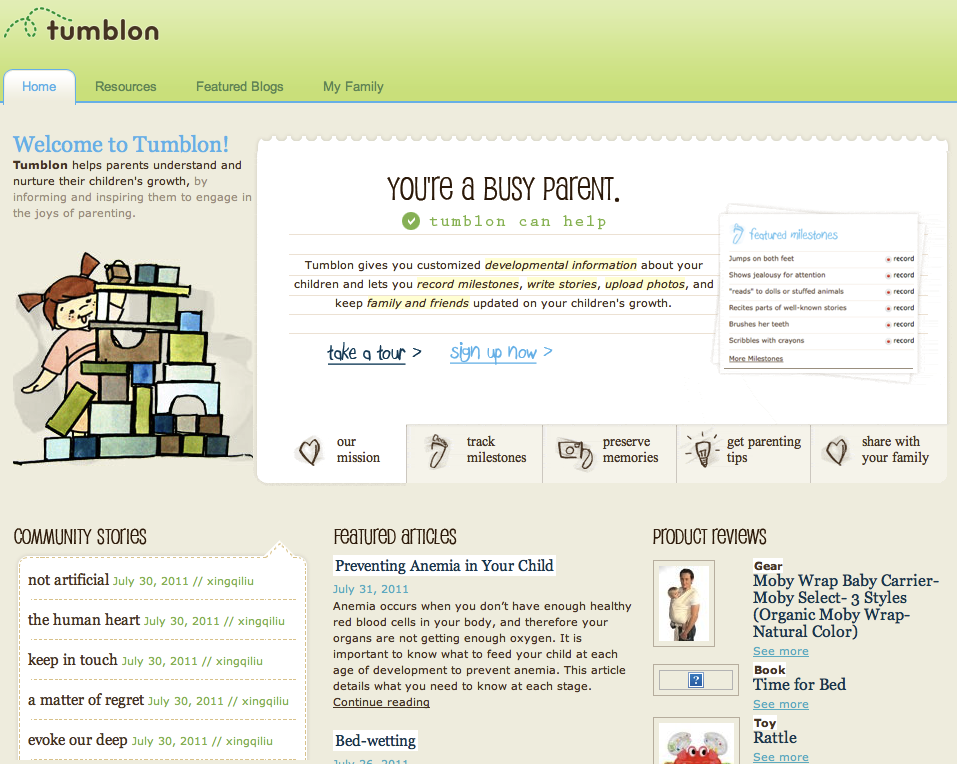 tumblon
Home
Resources
Featured Blogs
My Family
Welcome to Tumblon!
Tumblon helps parents understand and
nurture their children's growth, by
informing and inspiring them to engage in
the joys of parenting.
You're a busy parent.
tumblon can help
Tumblon gives you customized developmental information about your
children and lets you record milestones, write stories, upload photos, and
keep family and friends updated on your children's growth.
take a tour >
sign up now >
featured milestones
Jumps on both feet record
Shows jealousy for attention record
"reads" to dolls or stuffed animals record
Recites parts of well-known stories record
Brushes her teeth record
Scribbles with crayons record
More Milestones
our
mission
track
milestones
preserve
memories
get parenting
tips
share with
your family
Community Stories
not artificial July 30, 2011 // xingqiliu
the human heart July 30, 2011 // xingqiliu
keep in touch July 30, 2011 // xingqiliu
a matter of regret July 30, 2011 // xingqiliu
evoke our deep July 30, 2011 // xingqiliu
Featured Articles
Preventing Anemia in Your Child
July 31, 2011
Anemia occurs when you don’t have enough healthy
red blood cells in your body, and therefore your
organs are not getting enough oxygen. It is
important to know what to feed your child at each
age of development to prevent anemia. This article
details what you need to know at each stage.
Continue reading
Bed-wetting
July 26, 2011
Product Reviews
Gear
Moby Wrap Baby Carrier-
Moby Select- 3 Styles
(Organic Moby Wrap-
Natural Color)
See more
?
Book
Time for Bed
See more
Toy
Rattle
See more